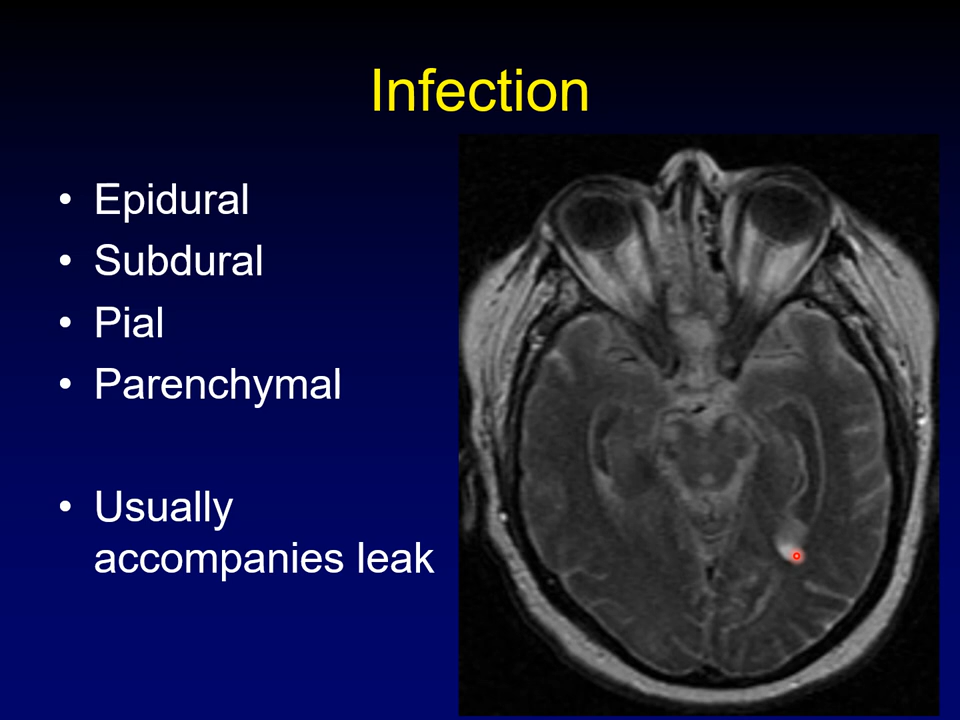 Infection
• Epidural
• Subdural
• Pial
• Parenchymal
• Usually
accompanies leak